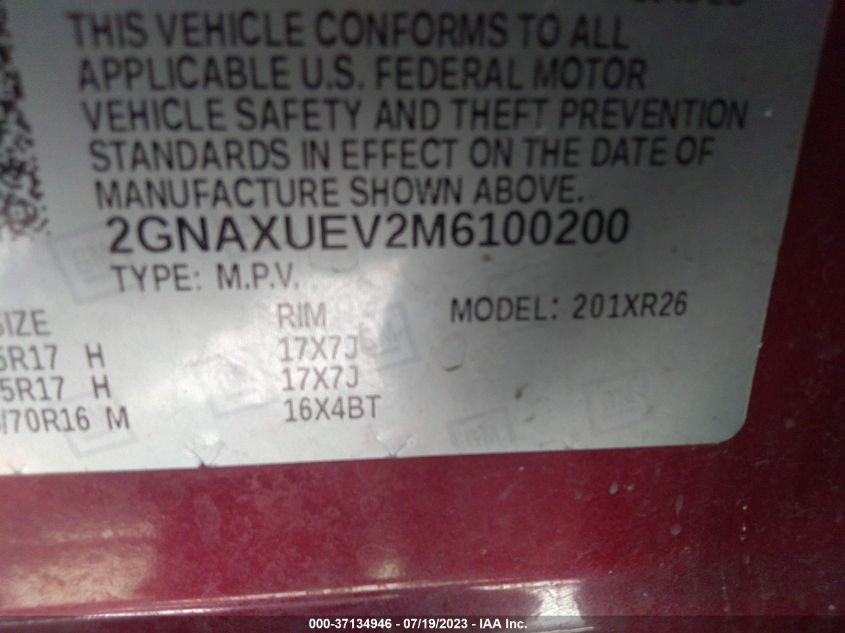 THIS VEHICLE CONFORMS TO ALL
APPLICABLE U.S. FEDERAL MOTOR
VEHICLE SAFETY AND THEFT PREVENTION
STANDARDS IN EFFECT ON THE DATE OF
MANUFACTURE SHOWN ABOVE.
2GNAXUEV2M6100200
TYPE: M.P.V.
MODEL: 201XR26
SIZE RIM
5R17 H 17X7J
5R17 H 17X7J
/70R16 M 16X4BT
GM
GM
000-37134946 - 07/19/2023 - IAA Inc.